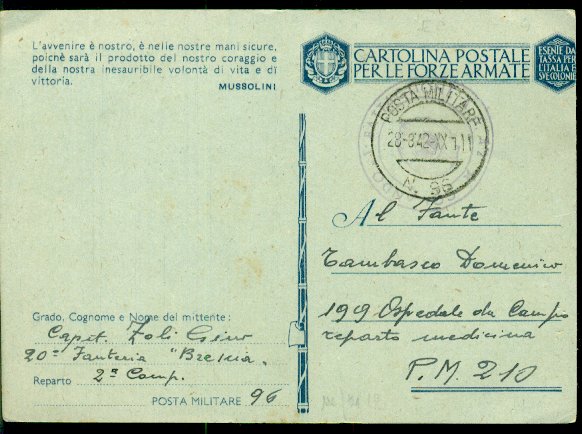 L'avvenire è nostro, è nelle nostre mani sicure,
poichè sarà il prodotto del nostro coraggio e
della nostra inesauribile volontà di vita e di
vittoria.
MUSSOLINI
CARTOLINA POSTALE
PER LE FORZE ARMATE
ESENTE DA
TASSA PER
L'ITALIA E
SUE COLONIE
POSTA MILITARE
N. 96
Al Fante
Tambasco Domenico
199 Ospedale da Campo
reparto medicina
P.M. 210
Grado, Cognome e Nome del mittente:
Capit. Zoli Gino
20° Fanteria "Brescia"
Reparto 2ª Comp.
POSTA MILITARE 96